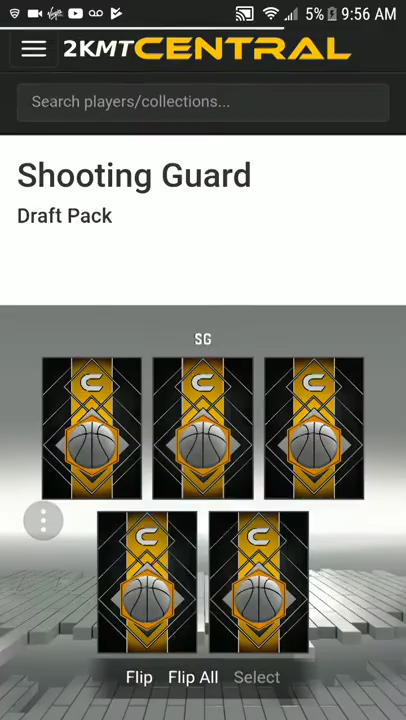 5% 9:56 AM
2KMTCENTRAL
Search players/collections...
Shooting Guard
Draft Pack
SG
C C C
C C
Flip Flip All Select